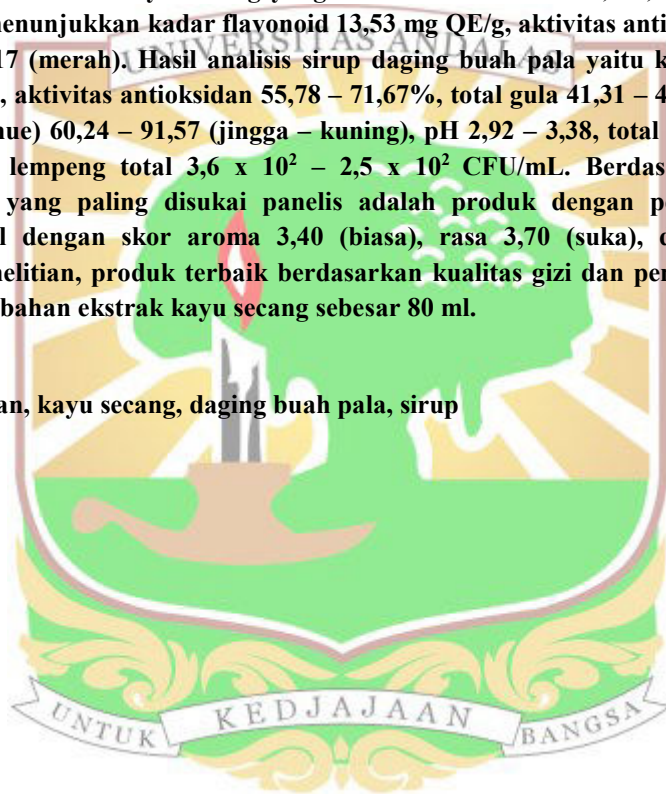 menunjukkan kadar flavonoid 13,53 mg QE/g, aktivitas anti
17 (merah). Hasil analisis sirup daging buah pala yaitu k
, aktivitas antioksidan 55,78 – 71,67%, total gula 41,31 – 4
nue) 60,24 – 91,57 (jingga – kuning), pH 2,92 – 3,38, total
lempeng total 3,6 x 10² – 2,5 x 10² CFU/mL. Berdas
yang paling disukai panelis adalah produk dengan pe
l dengan skor aroma 3,40 (biasa), rasa 3,70 (suka), d
nelitian, produk terbaik berdasarkan kualitas gizi dan per
bahan ekstrak kayu secang sebesar 80 ml.
an, kayu secang, daging buah pala, sirup
UNIVERSITAS ANDALAS
UNTUK KEDJAJAAN BANGSA